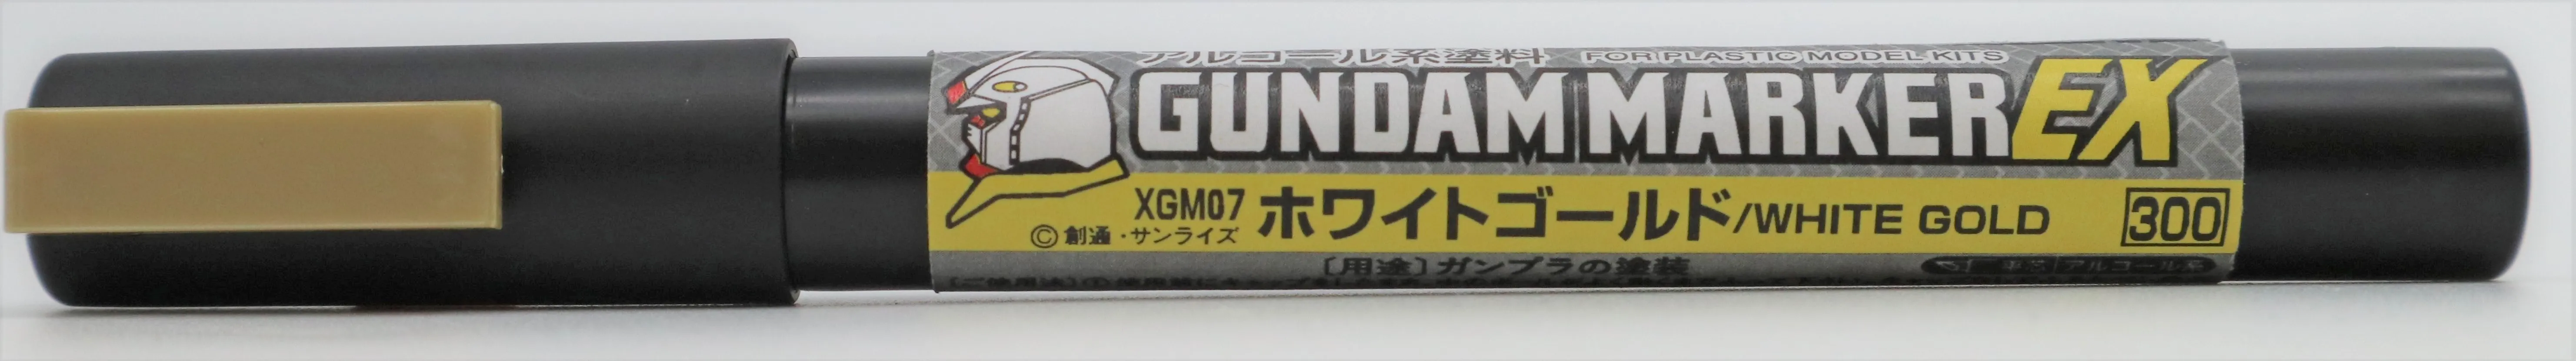 アルコール系塗料 FOR PLASTIC MODEL KITS
GUNDAM MARKER EX
XGM07 ホワイトゴールド/WHITE GOLD 300
©創通・サンライズ
[用途]ガンプラの塗装
アルコール系